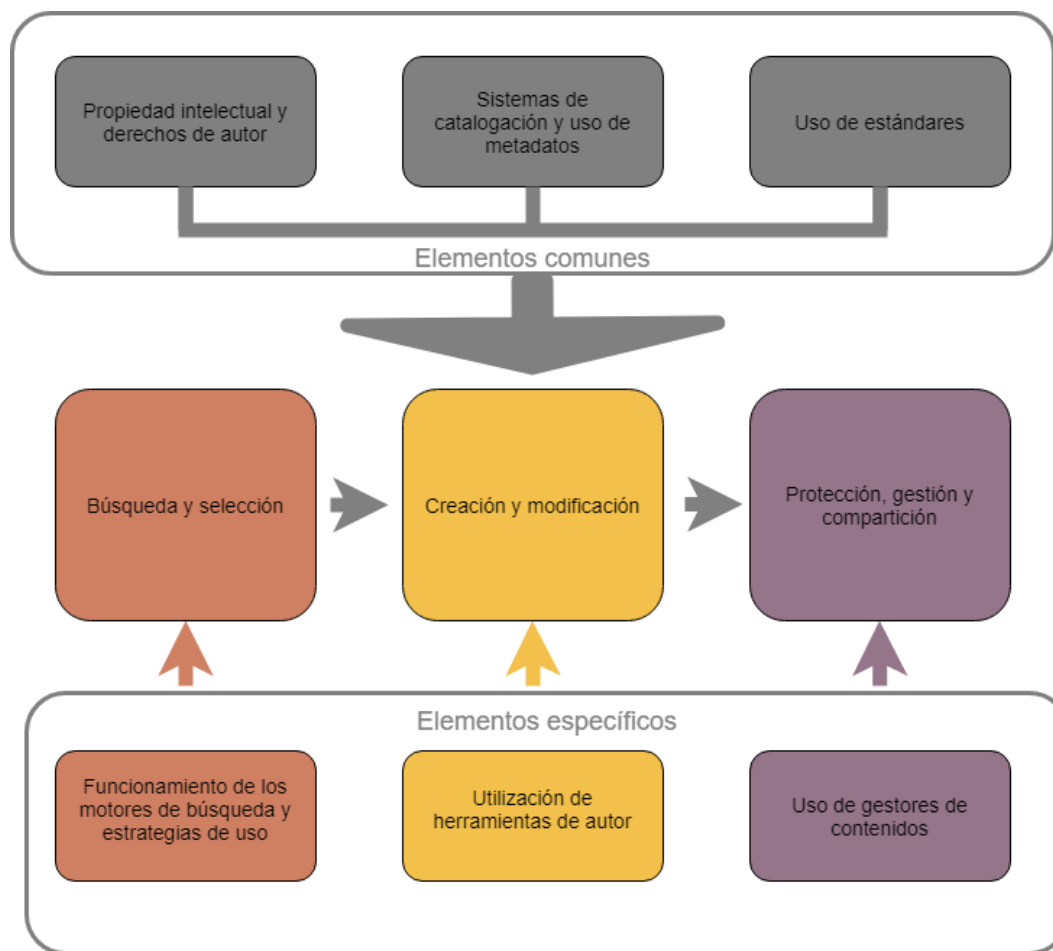 Propiedad intelectual y
derechos de autor
Sistemas de
catalogación y uso de
metadatos
Uso de estándares
Elementos comunes
Búsqueda y selección
Creación y modificación
Protección, gestión y
compartición
Elementos específicos
Funcionamiento de los
motores de búsqueda y
estrategias de uso
Utilización de
herramientas de autor
Uso de gestores de
contenidos